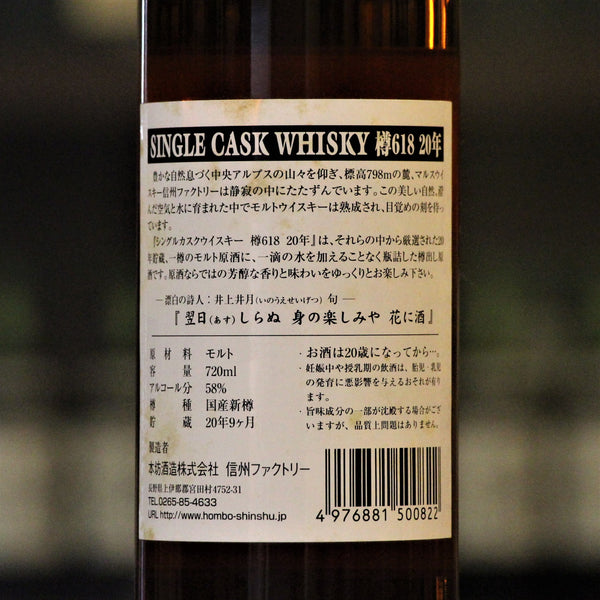 SINGLE CASK WHISKY 樽618 20年
豊かな自然息づく中央アルプスの山々を仰ぎ、標高798mの麓、マルスウイ
スキー信州ファクトリーは静寂の中にたたずんでいます。この美しい自然、澄
んだ空気と水に育まれた中でモルトウイスキーは熟成され、目覚めの刻を待っ
ています。
『シングルカスクウイスキー 樽618 20年』は、それらの中から厳選された20
年貯蔵、一樽のモルト原酒に、一滴の水を加えることなく瓶詰した樽出し原
酒です。原酒ならではの芳醇な香りと味わいをゆっくりとお楽しみ下さい。
―漂白の詩人:井上井月(いのうえせいげつ) 句―
『翌日(あす)しらぬ 身の楽しみや 花に酒』
原材料 モルト
容量 720ml
アルコール分 58%
樽種 国産新樽
貯蔵 20年9ヶ月
・お酒は20歳になってから…。
・妊娠中や授乳期の飲酒は、胎児・乳児
の発育に悪影響を与えるおそれがあり
ます。
・旨味成分の一部が沈殿する場合がござ
いますが、品質上問題はありません。
製造者
本坊酒造株式会社 信州ファクトリー
長野県上伊那郡宮田村4752-31
TEL0265-85-4633
URL http://www.hombo-shinshu.jp
4 976881 500822